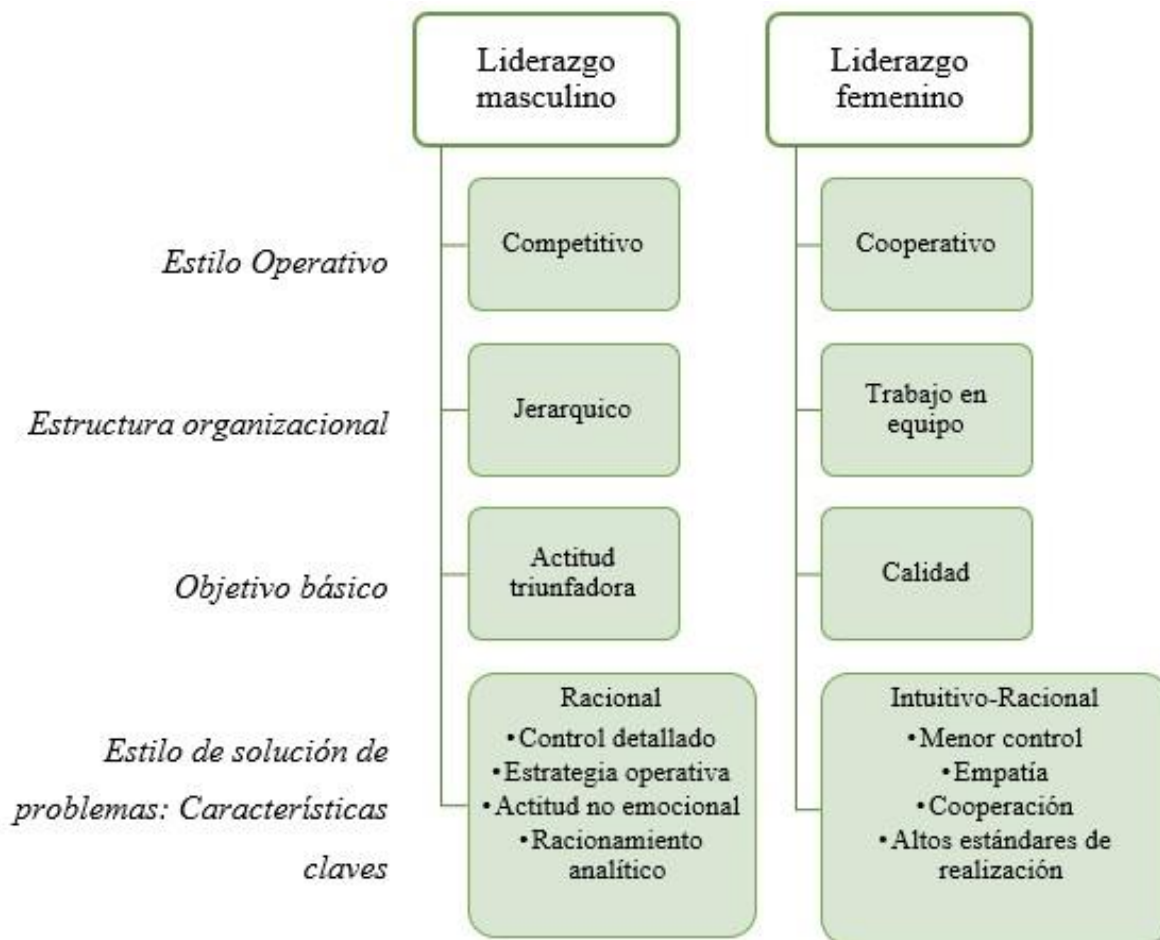 Liderazgo
masculino
Liderazgo
femenino
Estilo Operativo
Competitivo
Cooperativo
Estructura organizacional
Jerarquico
Trabajo en
equipo
Objetivo básico
Actitud
triunfadora
Calidad
Estilo de solución de
problemas: Características
claves
Racional
•Control detallado
•Estrategia operativa
•Actitud no emocional
•Racionamiento
analítico
Intuitivo-Racional
•Menor control
•Empatía
•Cooperación
•Altos estándares de
realización